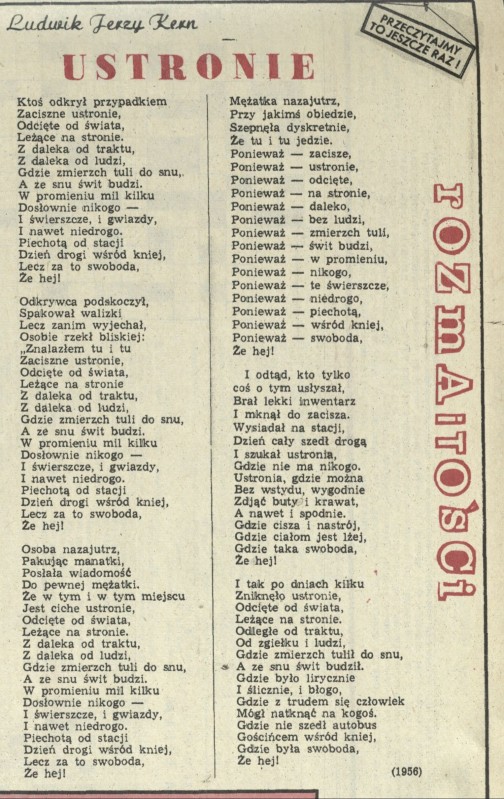 Ludwik Jerzy Kern
PRZECZYTAJMY
TO JESZCZE RAZ!
USTRONIE
Ktoś odkrył przypadkiem
Zaciszne ustronie,
Odcięte od świata,
Leżące na stronie.
Z daleka od traktu,
Z daleka od ludzi,
Gdzie zmierzch tuli do snu,
A ze snu świt budzi.
W promieniu mil kilku
Dosłownie nikogo —
I świerszcze, i gwiazdy,
I nawet niedrogo.
Piechotą od stacji
Dzień drogi wśród kniej,
Lecz za to swoboda,
Że hej!
Odkrywca podskoczył,
Spakował walizki
Lecz zanim wyjechał,
Osobie rzekł bliskiej:
„Znalazłem tu i tu
Zaciszne ustronie,
Odcięte od świata,
Leżące na stronie
Z daleka od traktu,
Z daleka od ludzi,
Gdzie zmierzch tuli do snu,
A ze snu świt budzi.
W promieniu mil kilku
Dosłownie nikogo —
I świerszcze, i gwiazdy,
I nawet niedrogo.
Piechotą od stacji
Dzień drogi wśród kniej,
Lecz za to swoboda,
Że hej!
Osoba nazajutrz,
Pakując manatki,
Posłała wiadomość
Do pewnej mężatki.
Że w tym i w tym miejscu
Jest ciche ustronie,
Odcięte od świata,
Leżące na stronie.
Z daleka od traktu,
Z daleka od ludzi,
Gdzie zmierzch tuli do snu,
A ze snu świt budzi.
W promieniu mil kilku
Dosłownie nikogo —
I świerszcze, i gwiazdy,
I nawet niedrogo.
Piechotą od stacji
Dzień drogi wśród kniej,
Lecz za to swoboda,
Że hej!
Mężatka nazajutrz,
Przy jakimś obiedzie,
Szepnęła dyskretnie,
Że tu i tu jedzie.
Ponieważ — zacisze,
Ponieważ — ustronie,
Ponieważ — odcięte,
Ponieważ — na stronie,
Ponieważ — daleko,
Ponieważ — bez ludzi,
Ponieważ — zmierzch tuli,
Ponieważ — świt budzi,
Ponieważ — w promieniu,
Ponieważ — nikogo,
Ponieważ — te świerszcze,
Ponieważ — niedrogo,
Ponieważ — piechotą,
Ponieważ — wśród kniej,
Ponieważ — swoboda,
Że hej!
I odtąd, kto tylko
coś o tym usłyszał,
Brał lekki inwentarz
I mknął do zacisza.
Wysiadał na stacji,
Dzień cały szedł drogą
I szukał ustronia,
Gdzie nie ma nikogo.
Ustronia, gdzie można
Bez wstydu, wygodnie
Zdjąć buty i krawat,
A nawet i spodnie.
Gdzie cisza i nastrój,
Gdzie ciałom jest lżej,
Gdzie taka swoboda,
Że hej!
I tak po dniach kilku
Zniknęło ustronie,
Odcięte od świata,
Leżące na stronie.
Odległe od traktu,
Od zgiełku i ludzi,
Gdzie zmierzch tulił do snu,
A ze snu świt budził.
Gdzie było lirycznie
I ślicznie, i błogo,
Gdzie z trudem się człowiek
Mógł natknąć na kogoś.
Gdzie nie szedł autobus
Gościńcem wśród kniej,
Gdzie była swoboda,
Że hej!
(1956)
rOZmAiTOŚCi